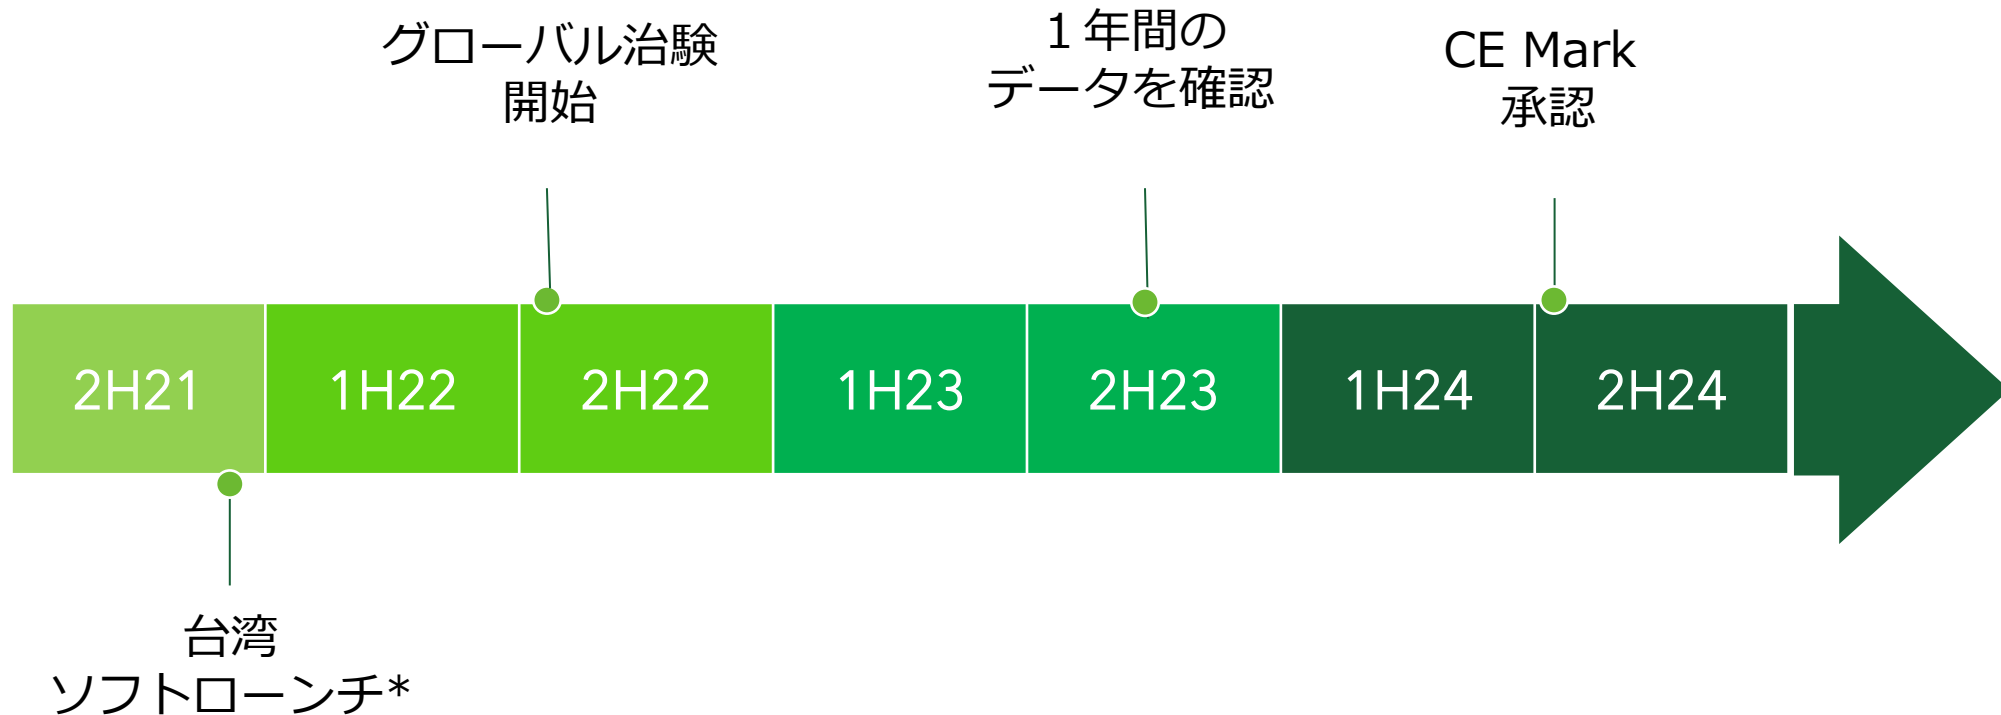 グローバル治験
開始
１年間の
データを確認
CE Mark
承認
2H21
1H22
2H22
1H23
2H23
1H24
2H24
台湾
ソフトローンチ*